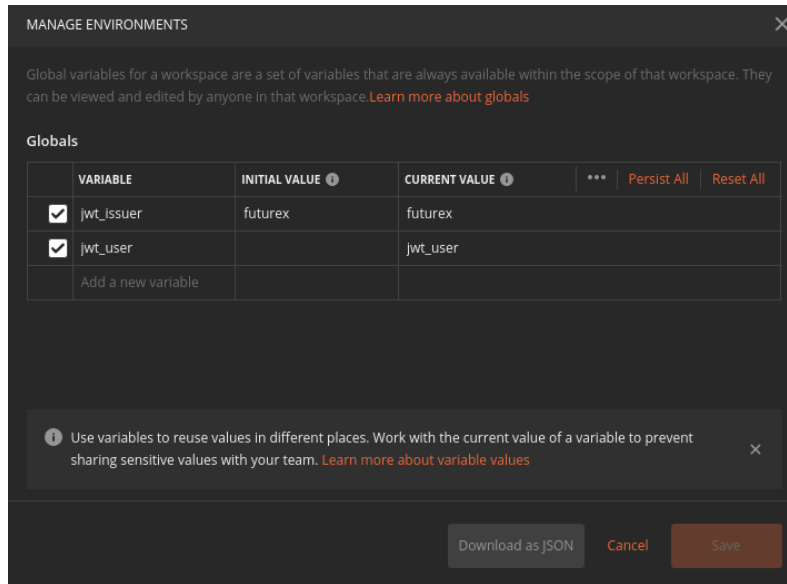 MANAGE ENVIRONMENTS
Global variables for a workspace are a set of variables that are always available within the scope of that workspace. They
can be viewed and edited by anyone in that workspace.Learn more about globals
Globals
VARIABLE INITIAL VALUE CURRENT VALUE ••• Persist All Reset All
jwt_issuer futurex futurex
jwt_user jwt_user
Add a new variable
Use variables to reuse values in different places. Work with the current value of a variable to prevent
sharing sensitive values with your team. Learn more about variable values
Download as JSON Cancel Save